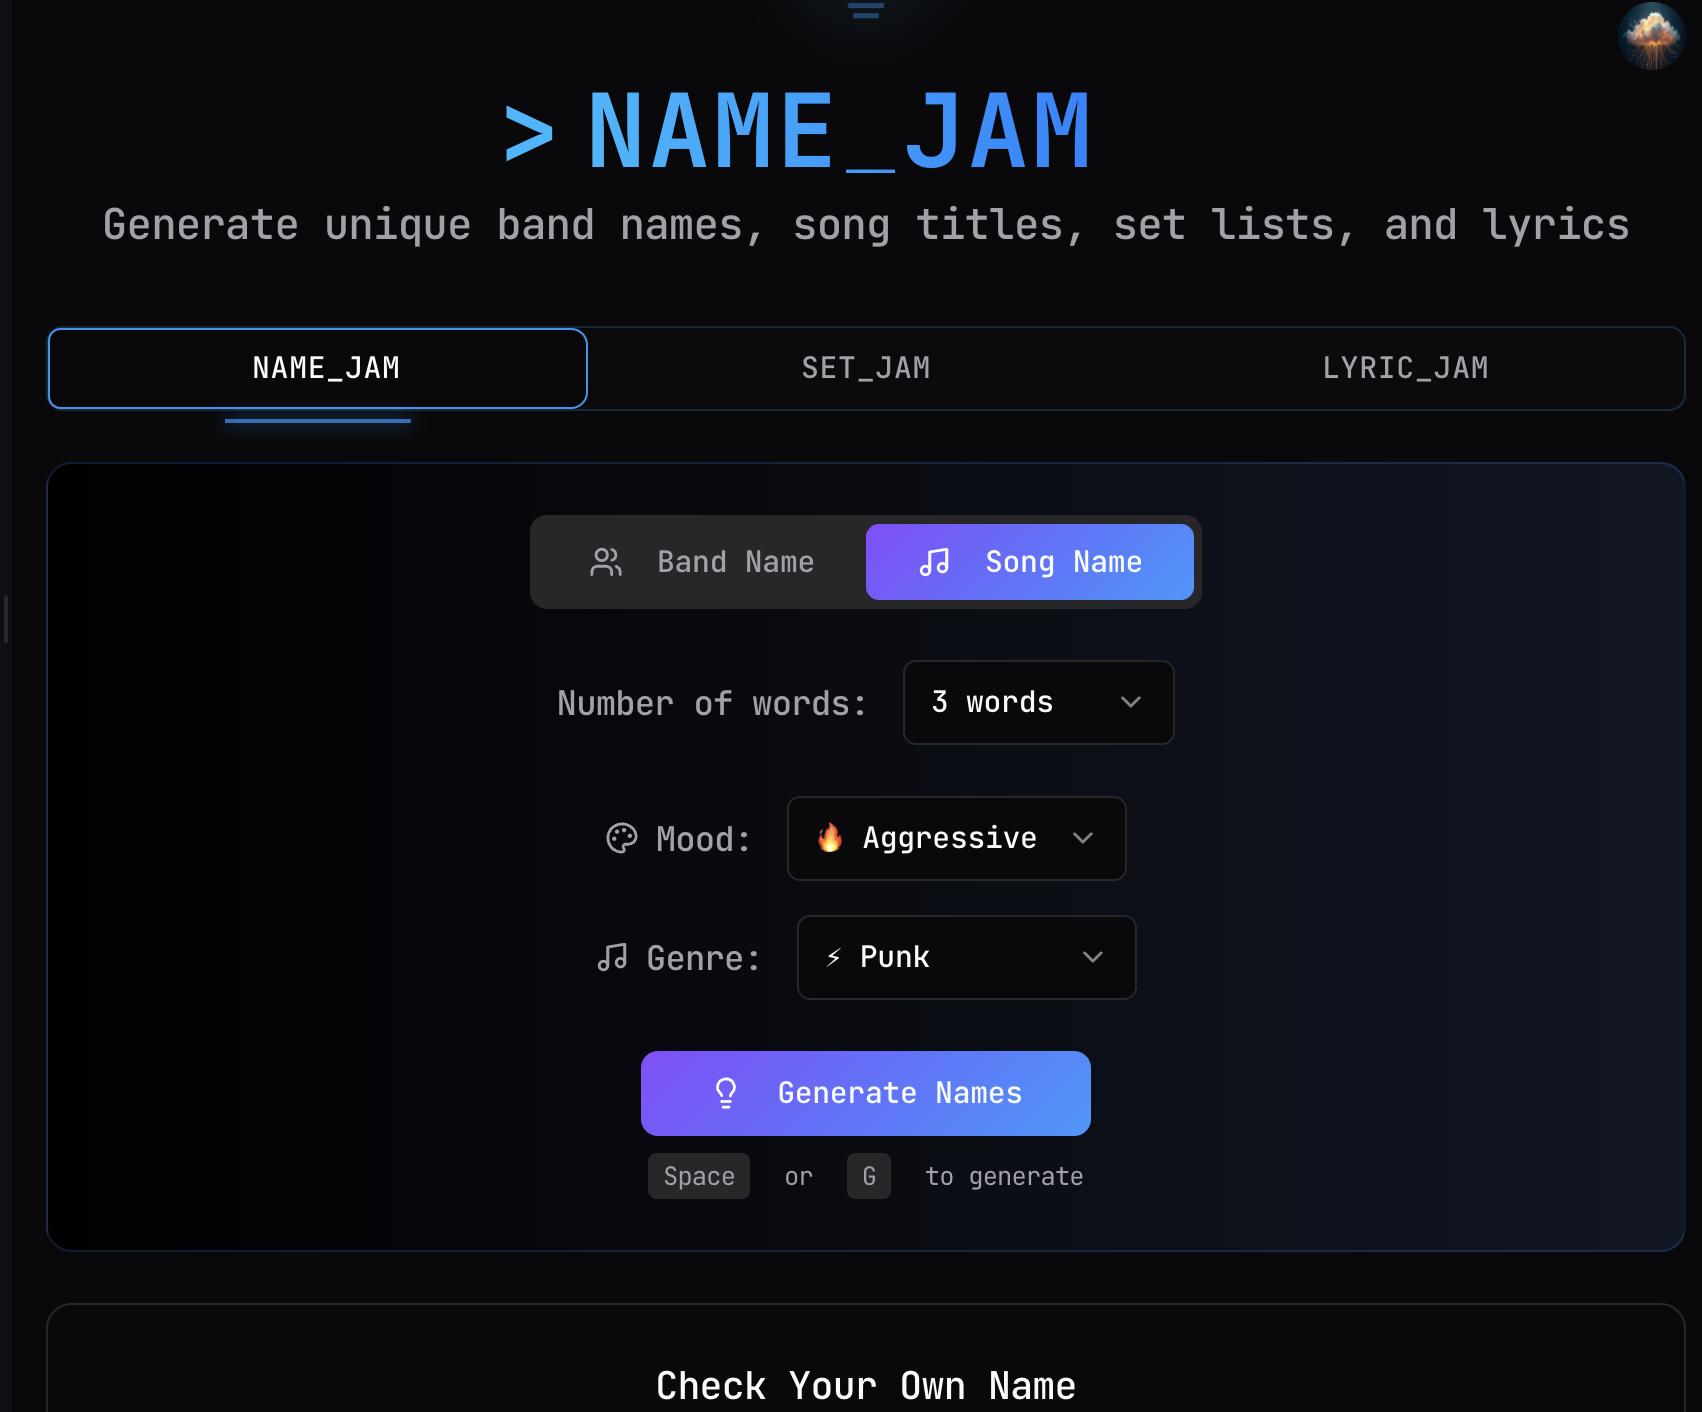 > NAME_JAM
Generate unique band names, song titles, set lists, and lyrics
NAME_JAM
SET_JAM
LYRIC_JAM
Band Name
Song Name
Number of words: 3 words
Mood: 🔥 Aggressive
Genre: ⚡ Punk
Generate Names
Space or G to generate
Check Your Own Name